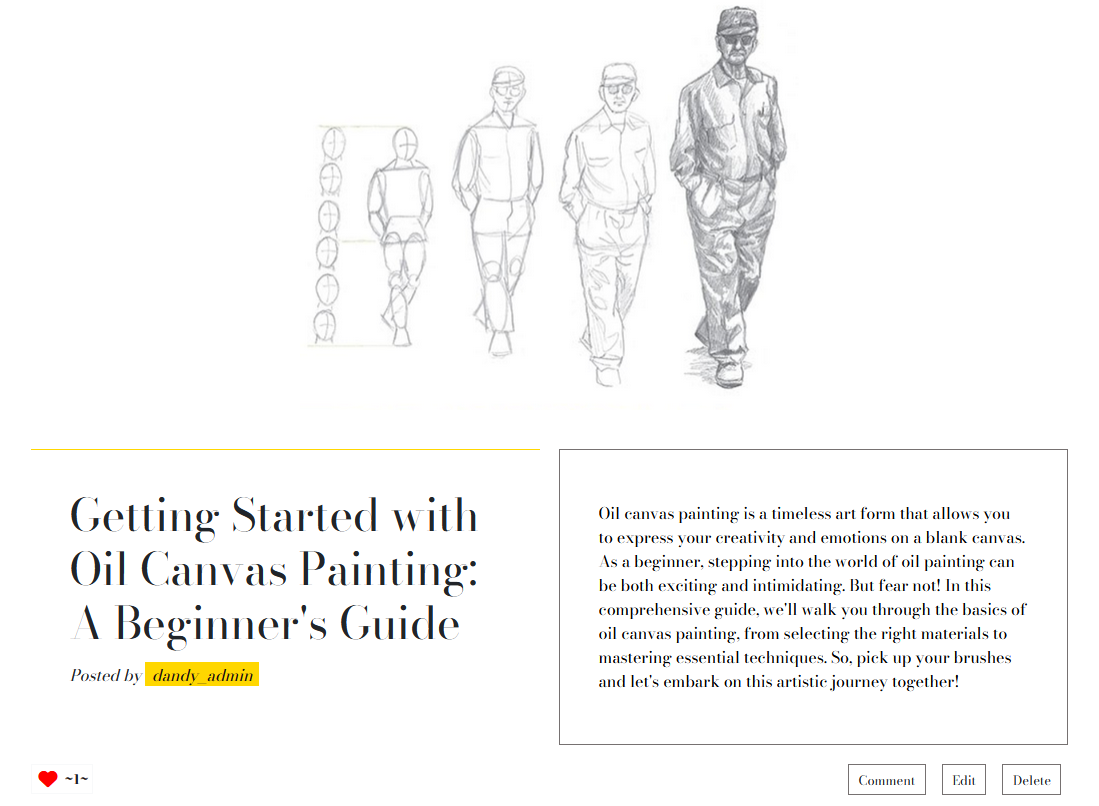 Getting Started with
Oil Canvas Painting:
A Beginner's Guide
Posted by dandy_admin
Oil canvas painting is a timeless art form that allows you
to express your creativity and emotions on a blank canvas.
As a beginner, stepping into the world of oil painting can
be both exciting and intimidating. But fear not! In this
comprehensive guide, we'll walk you through the basics of
oil canvas painting, from selecting the right materials to
mastering essential techniques. So, pick up your brushes
and let's embark on this artistic journey together!
~1~
Comment Edit Delete